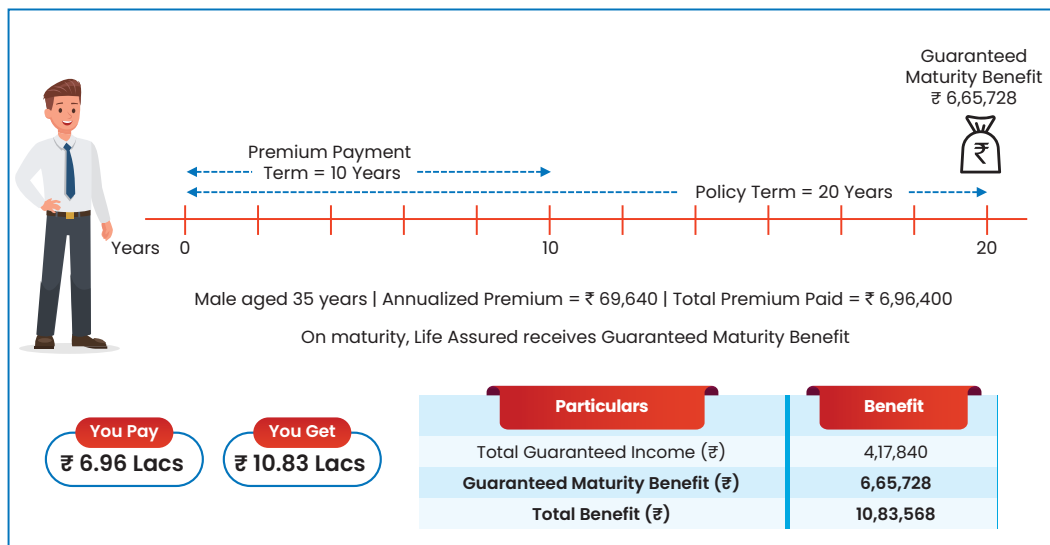 Guaranteed
Maturity Benefit
₹ 6,65,728
₹
Premium Payment
Term = 10 Years
Policy Term = 20 Years
Years 0 10 20
Male aged 35 years | Annualized Premium = ₹ 69,640 | Total Premium Paid = ₹ 6,96,400
On maturity, Life Assured receives Guaranteed Maturity Benefit
You Pay
₹ 6.96 Lacs
You Get
₹ 10.83 Lacs
Particulars Benefit
Total Guaranteed Income (₹) 4,17,840
Guaranteed Maturity Benefit (₹) 6,65,728
Total Benefit (₹) 10,83,568